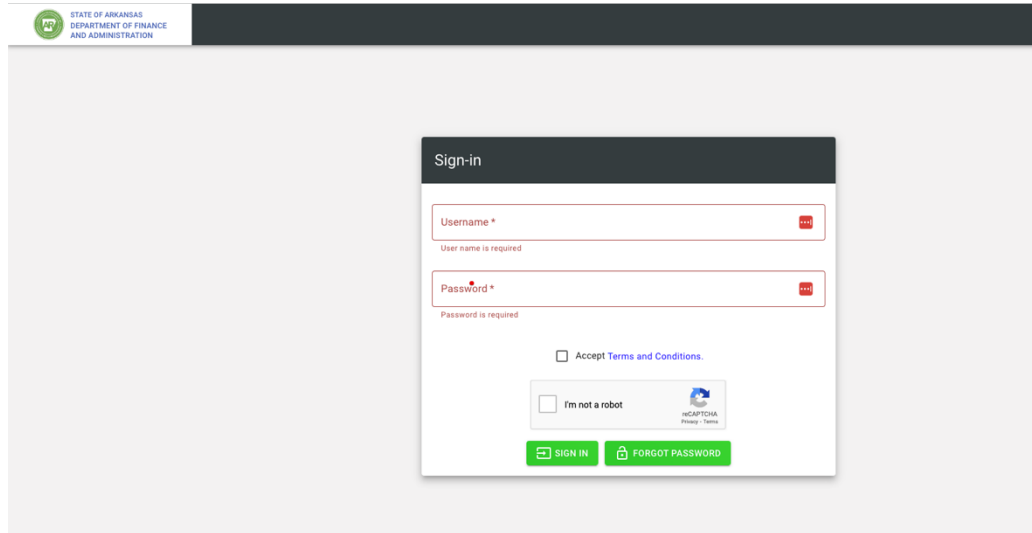 STATE OF ARKANSAS
DEPARTMENT OF FINANCE
AND ADMINISTRATION
Sign-in
Username *
User name is required
Password *
Password is required
Accept Terms and Conditions.
I'm not a robot
reCAPTCHA
Privacy - Terms
SIGN IN
FORGOT PASSWORD